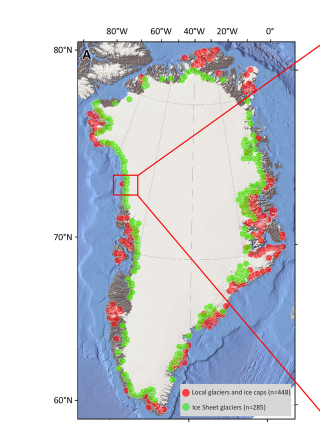 80°W 60°W 40°W 20°W 0°
A
80°N
70°N
60°N
Local glaciers and ice caps (n=448)
Ice Sheet glaciers (n=285)